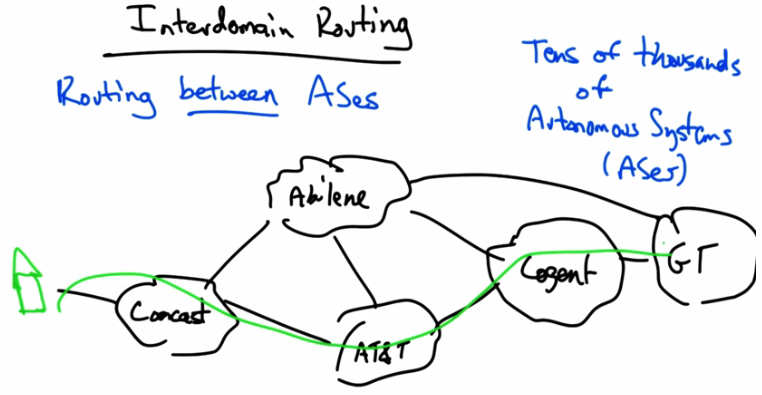 Interdomain Routing
Routing between ASes
Tens of thousands
of
Autonomous Systems
(ASes)
Abilene
Comcast
AT&T
Cogent
GT